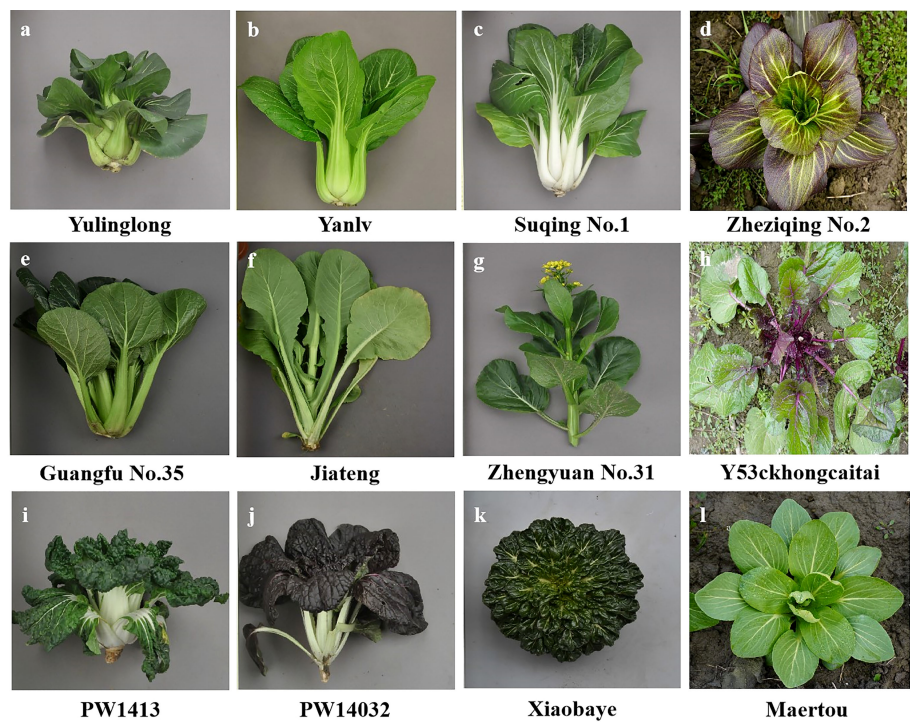 a b c d
Yulinglong Yanlv Suqing No.1 Zheziqing No.2
e f g h
Guangfu No.35 Jiateng Zhengyuan No.31 Y53ckhongcaitai
i j k l
PW1413 PW14032 Xiaobaye Maertou